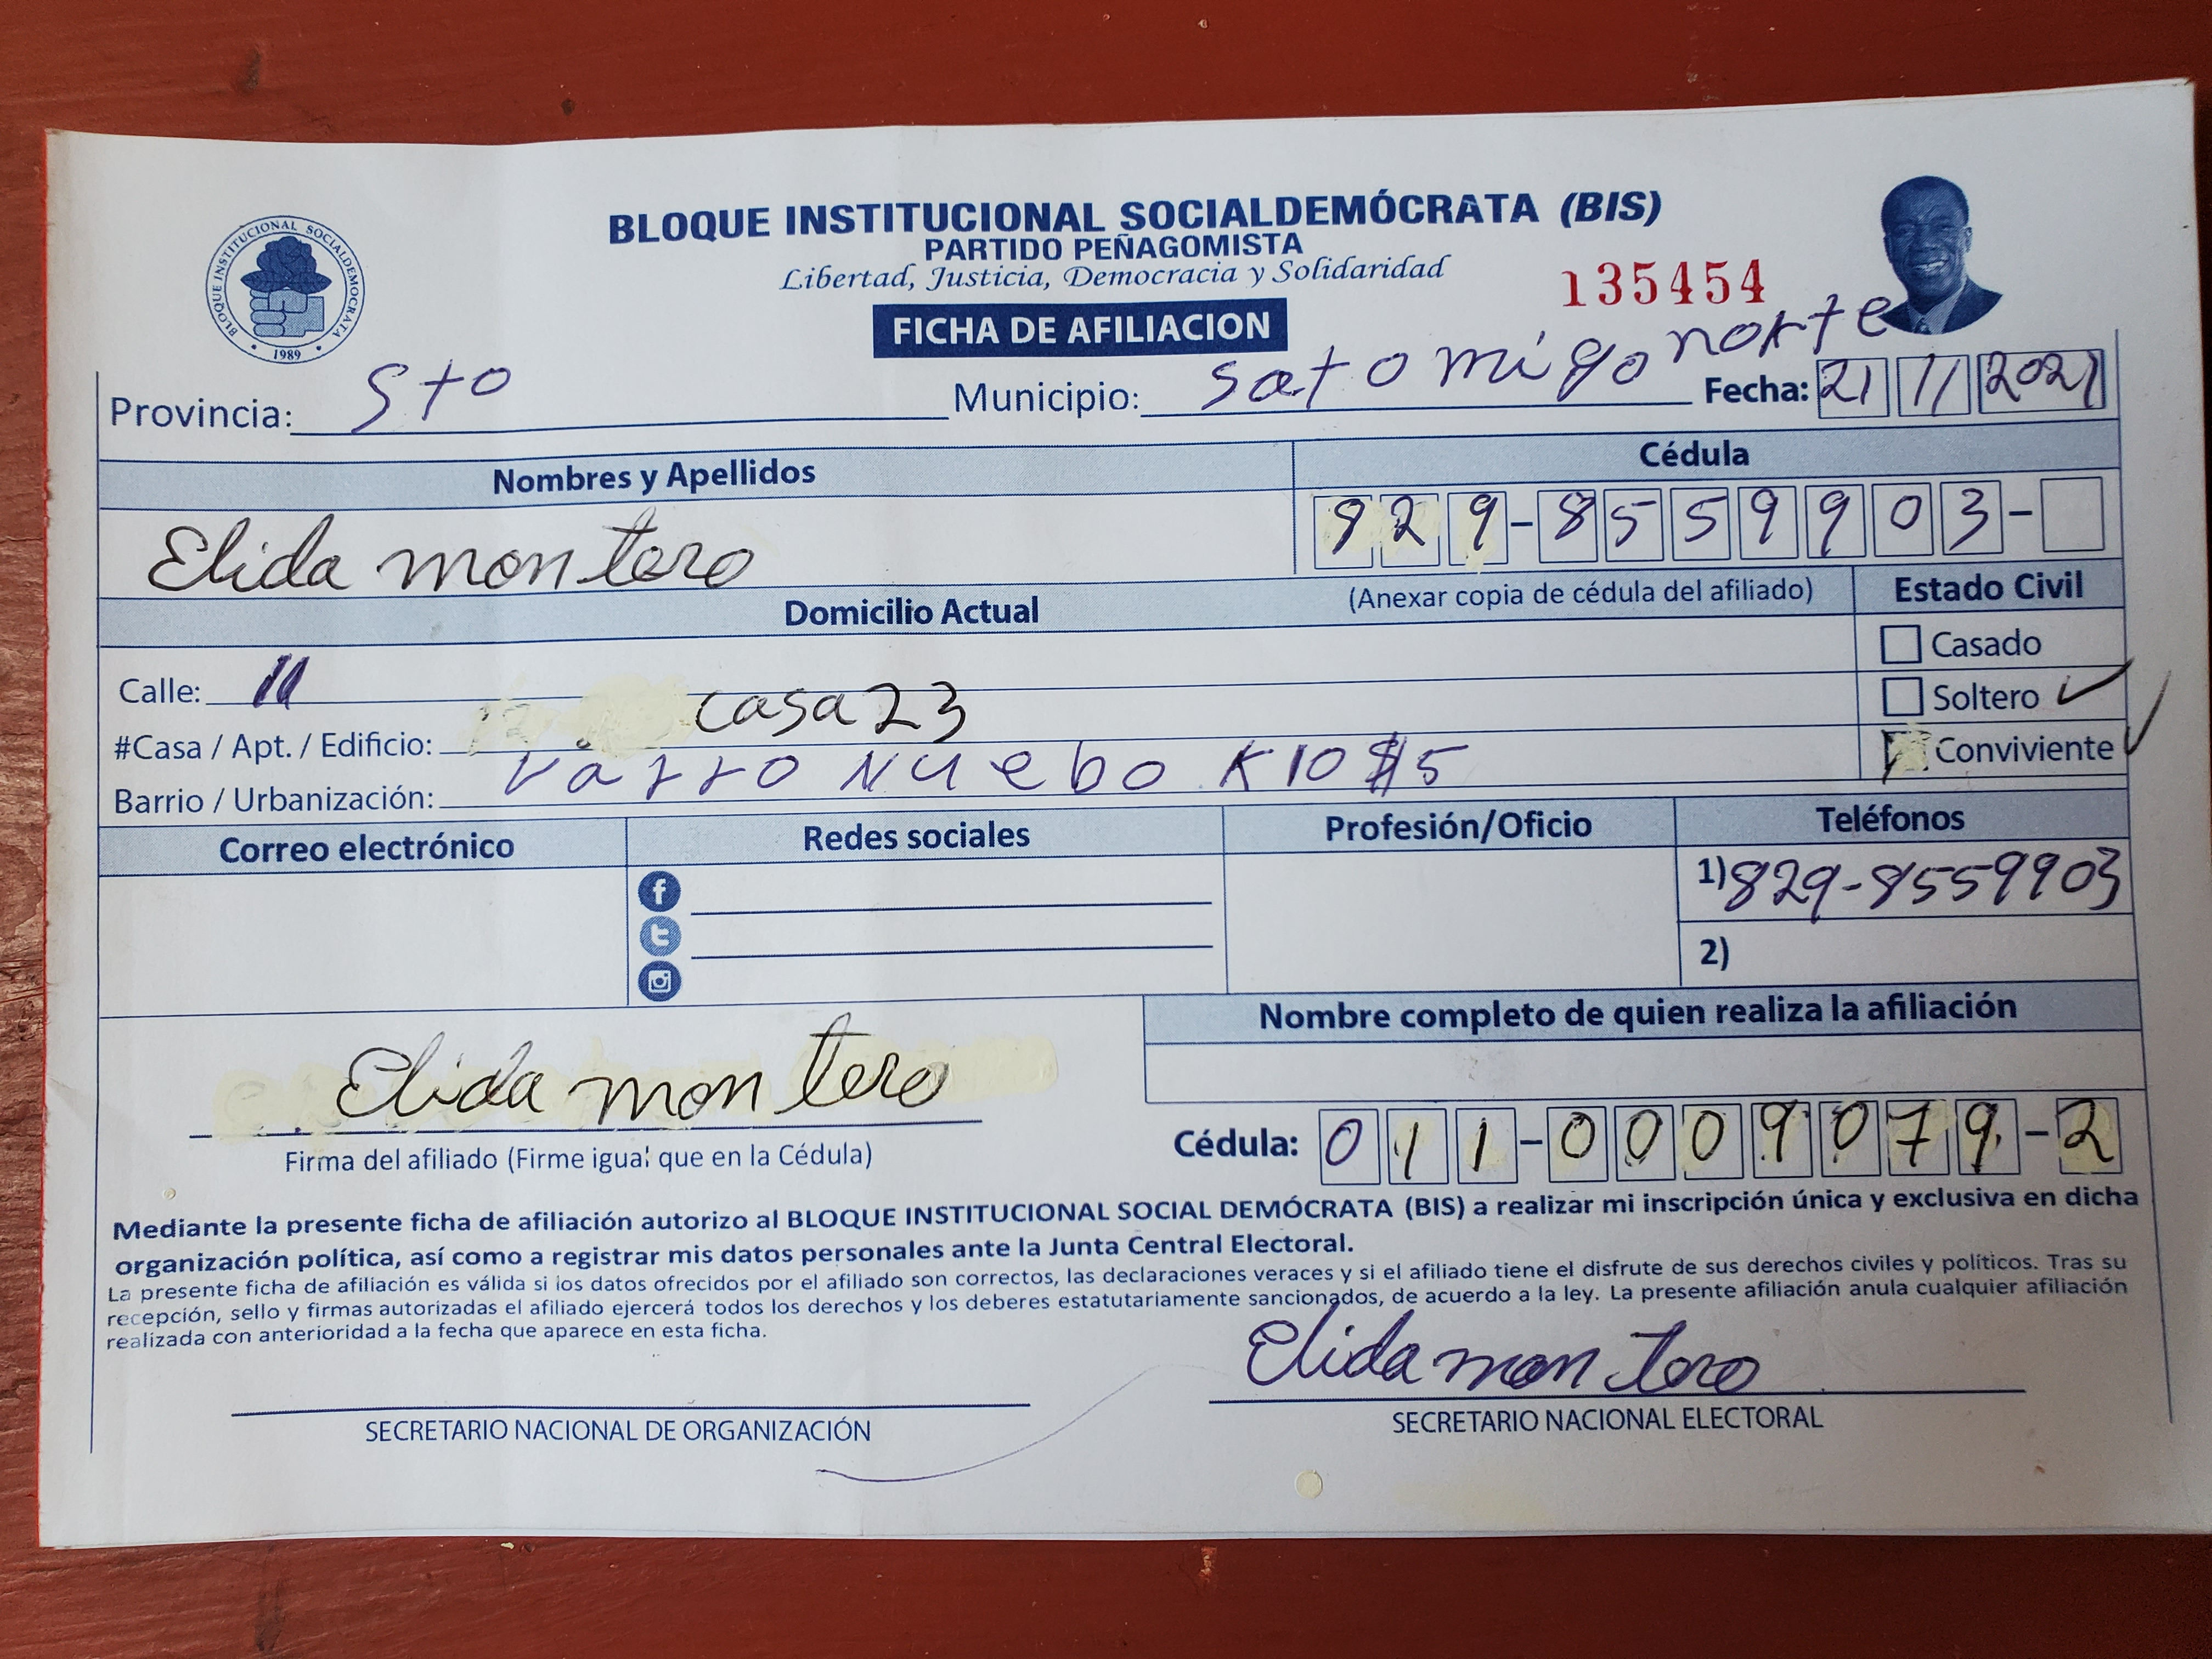 BLOQUE INSTITUCIONAL SOCIALDEMÓCRATA (BIS)
PARTIDO PEÑAGOMISTA
Libertad, Justicia, Democracia y Solidaridad
135454
BLOQUE INSTITUCIONAL SOCIALDEMOCRATA
1989
FICHA DE AFILIACION
Provincia: Sto Municipio: satomigo norte Fecha: 21 11 2021
Nombres y Apellidos Cédula
Elida montero 829-8559903-
Domicilio Actual (Anexar copia de cédula del afiliado) Estado Civil
Casado
Calle: 11 Soltero ✓
#Casa / Apt. / Edificio: casa 23 Conviviente ✓
Barrio / Urbanización: varro Nuebo K10 $5
Correo electrónico Redes sociales Profesión/Oficio Teléfonos
1) 829-8559903
2)
Nombre completo de quien realiza la afiliación
Elida montero
Firma del afiliado (Firme igual que en la Cédula) Cédula: 011-0009079-2
Mediante la presente ficha de afiliación autorizo al BLOQUE INSTITUCIONAL SOCIAL DEMÓCRATA (BIS) a realizar mi inscripción única y exclusiva en dicha
organización política, así como a registrar mis datos personales ante la Junta Central Electoral.
La presente ficha de afiliación es válida si los datos ofrecidos por el afiliado son correctos, las declaraciones veraces y si el afiliado tiene el disfrute de sus derechos civiles y políticos. Tras su
recepción, sello y firmas autorizadas el afiliado ejercerá todos los derechos y los deberes estatutariamente sancionados, de acuerdo a la ley. La presente afiliación anula cualquier afiliación
realizada con anterioridad a la fecha que aparece en esta ficha.
Elida montero
SECRETARIO NACIONAL DE ORGANIZACIÓN SECRETARIO NACIONAL ELECTORAL